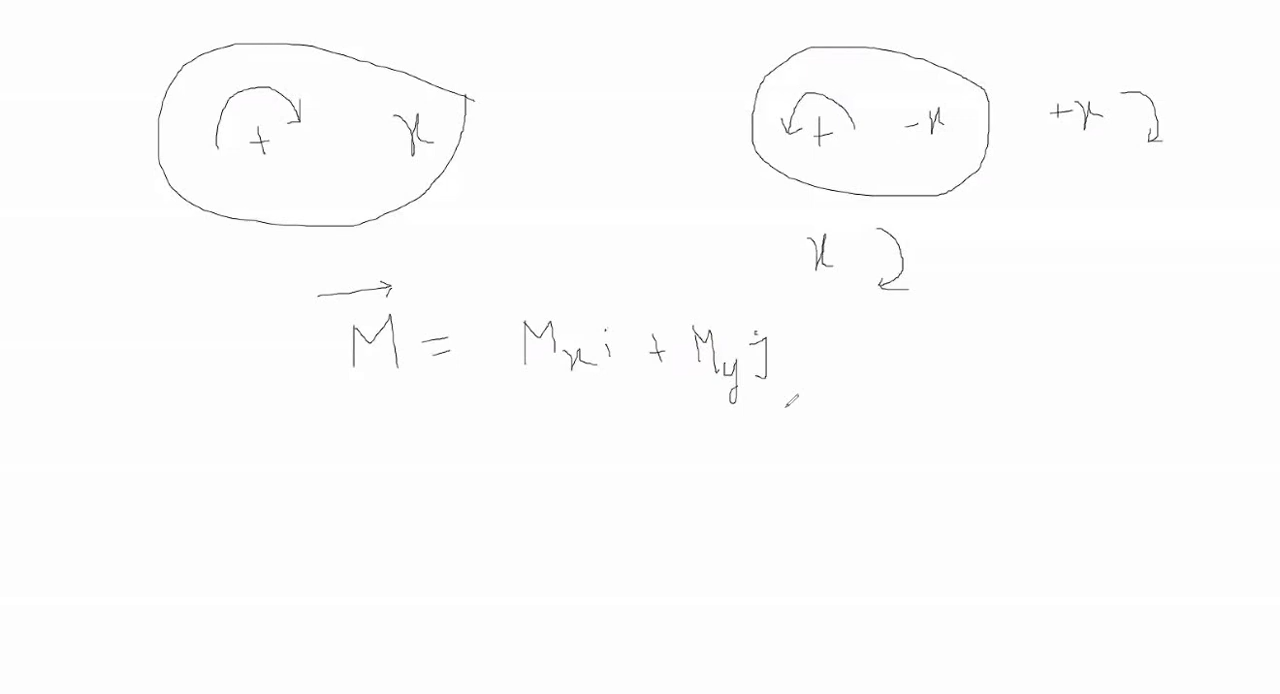 + x
+ -x +x
x
M = Mxi + Myj